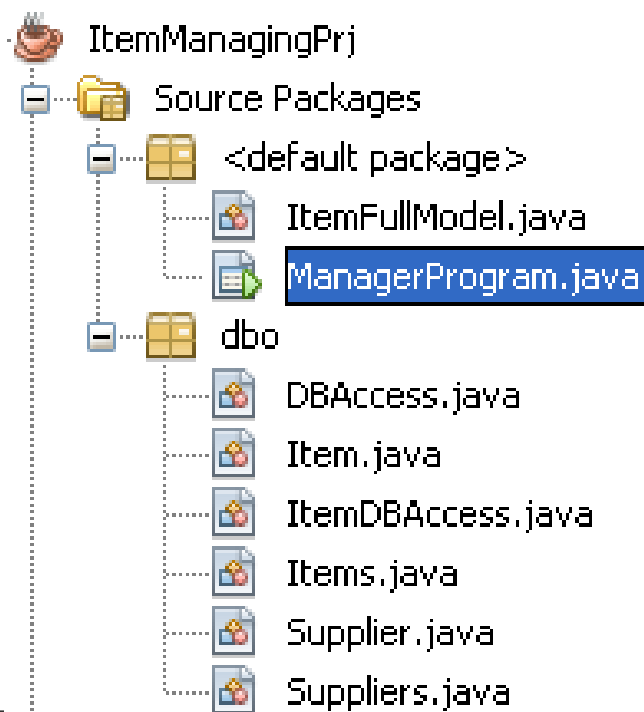 ItemManagingPrj
Source Packages
<default package>
ItemFullModel.java
ManagerProgram.java
dbo
DBAccess.java
Item.java
ItemDBAccess.java
Items.java
Supplier.java
Suppliers.java